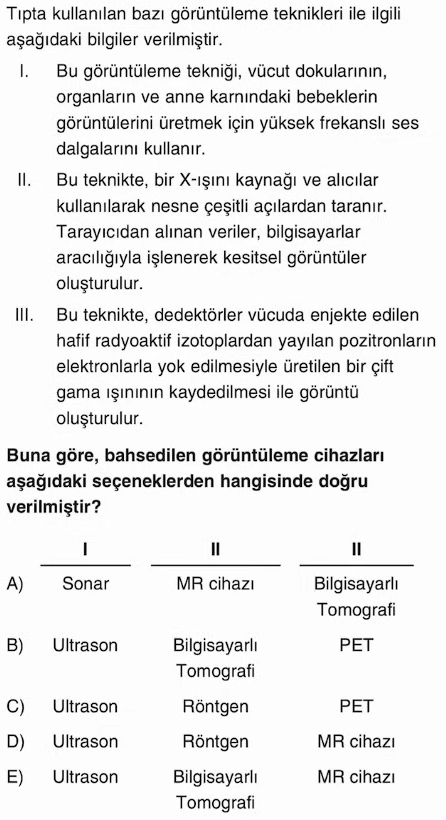 Tıpta kullanılan bazı görüntüleme teknikleri ile ilgili
aşağıdaki bilgiler verilmiştir.
I. Bu görüntüleme tekniği, vücut dokularının,
organların ve anne karnındaki bebeklerin
görüntülerini üretmek için yüksek frekanslı ses
dalgalarını kullanır.
II. Bu teknikte, bir X-ışını kaynağı ve alıcılar
kullanılarak nesne çeşitli açılardan taranır.
Tarayıcıdan alınan veriler, bilgisayarlar
aracılığıyla işlenerek kesitsel görüntüler
oluşturulur.
III. Bu teknikte, dedektörler vücuda enjekte edilen
hafif radyoaktif izotoplardan yayılan pozitronların
elektronlarla yok edilmesiyle üretilen bir çift
gama ışınının kaydedilmesi ile görüntü
oluşturulur.
Buna göre, bahsedilen görüntüleme cihazları
aşağıdaki seçeneklerden hangisinde doğru
verilmiştir?
I II II
A) Sonar MR cihazı Bilgisayarlı
Tomografi
B) Ultrason Bilgisayarlı PET
Tomografi
C) Ultrason Röntgen PET
D) Ultrason Röntgen MR cihazı
E) Ultrason Bilgisayarlı MR cihazı
Tomografi